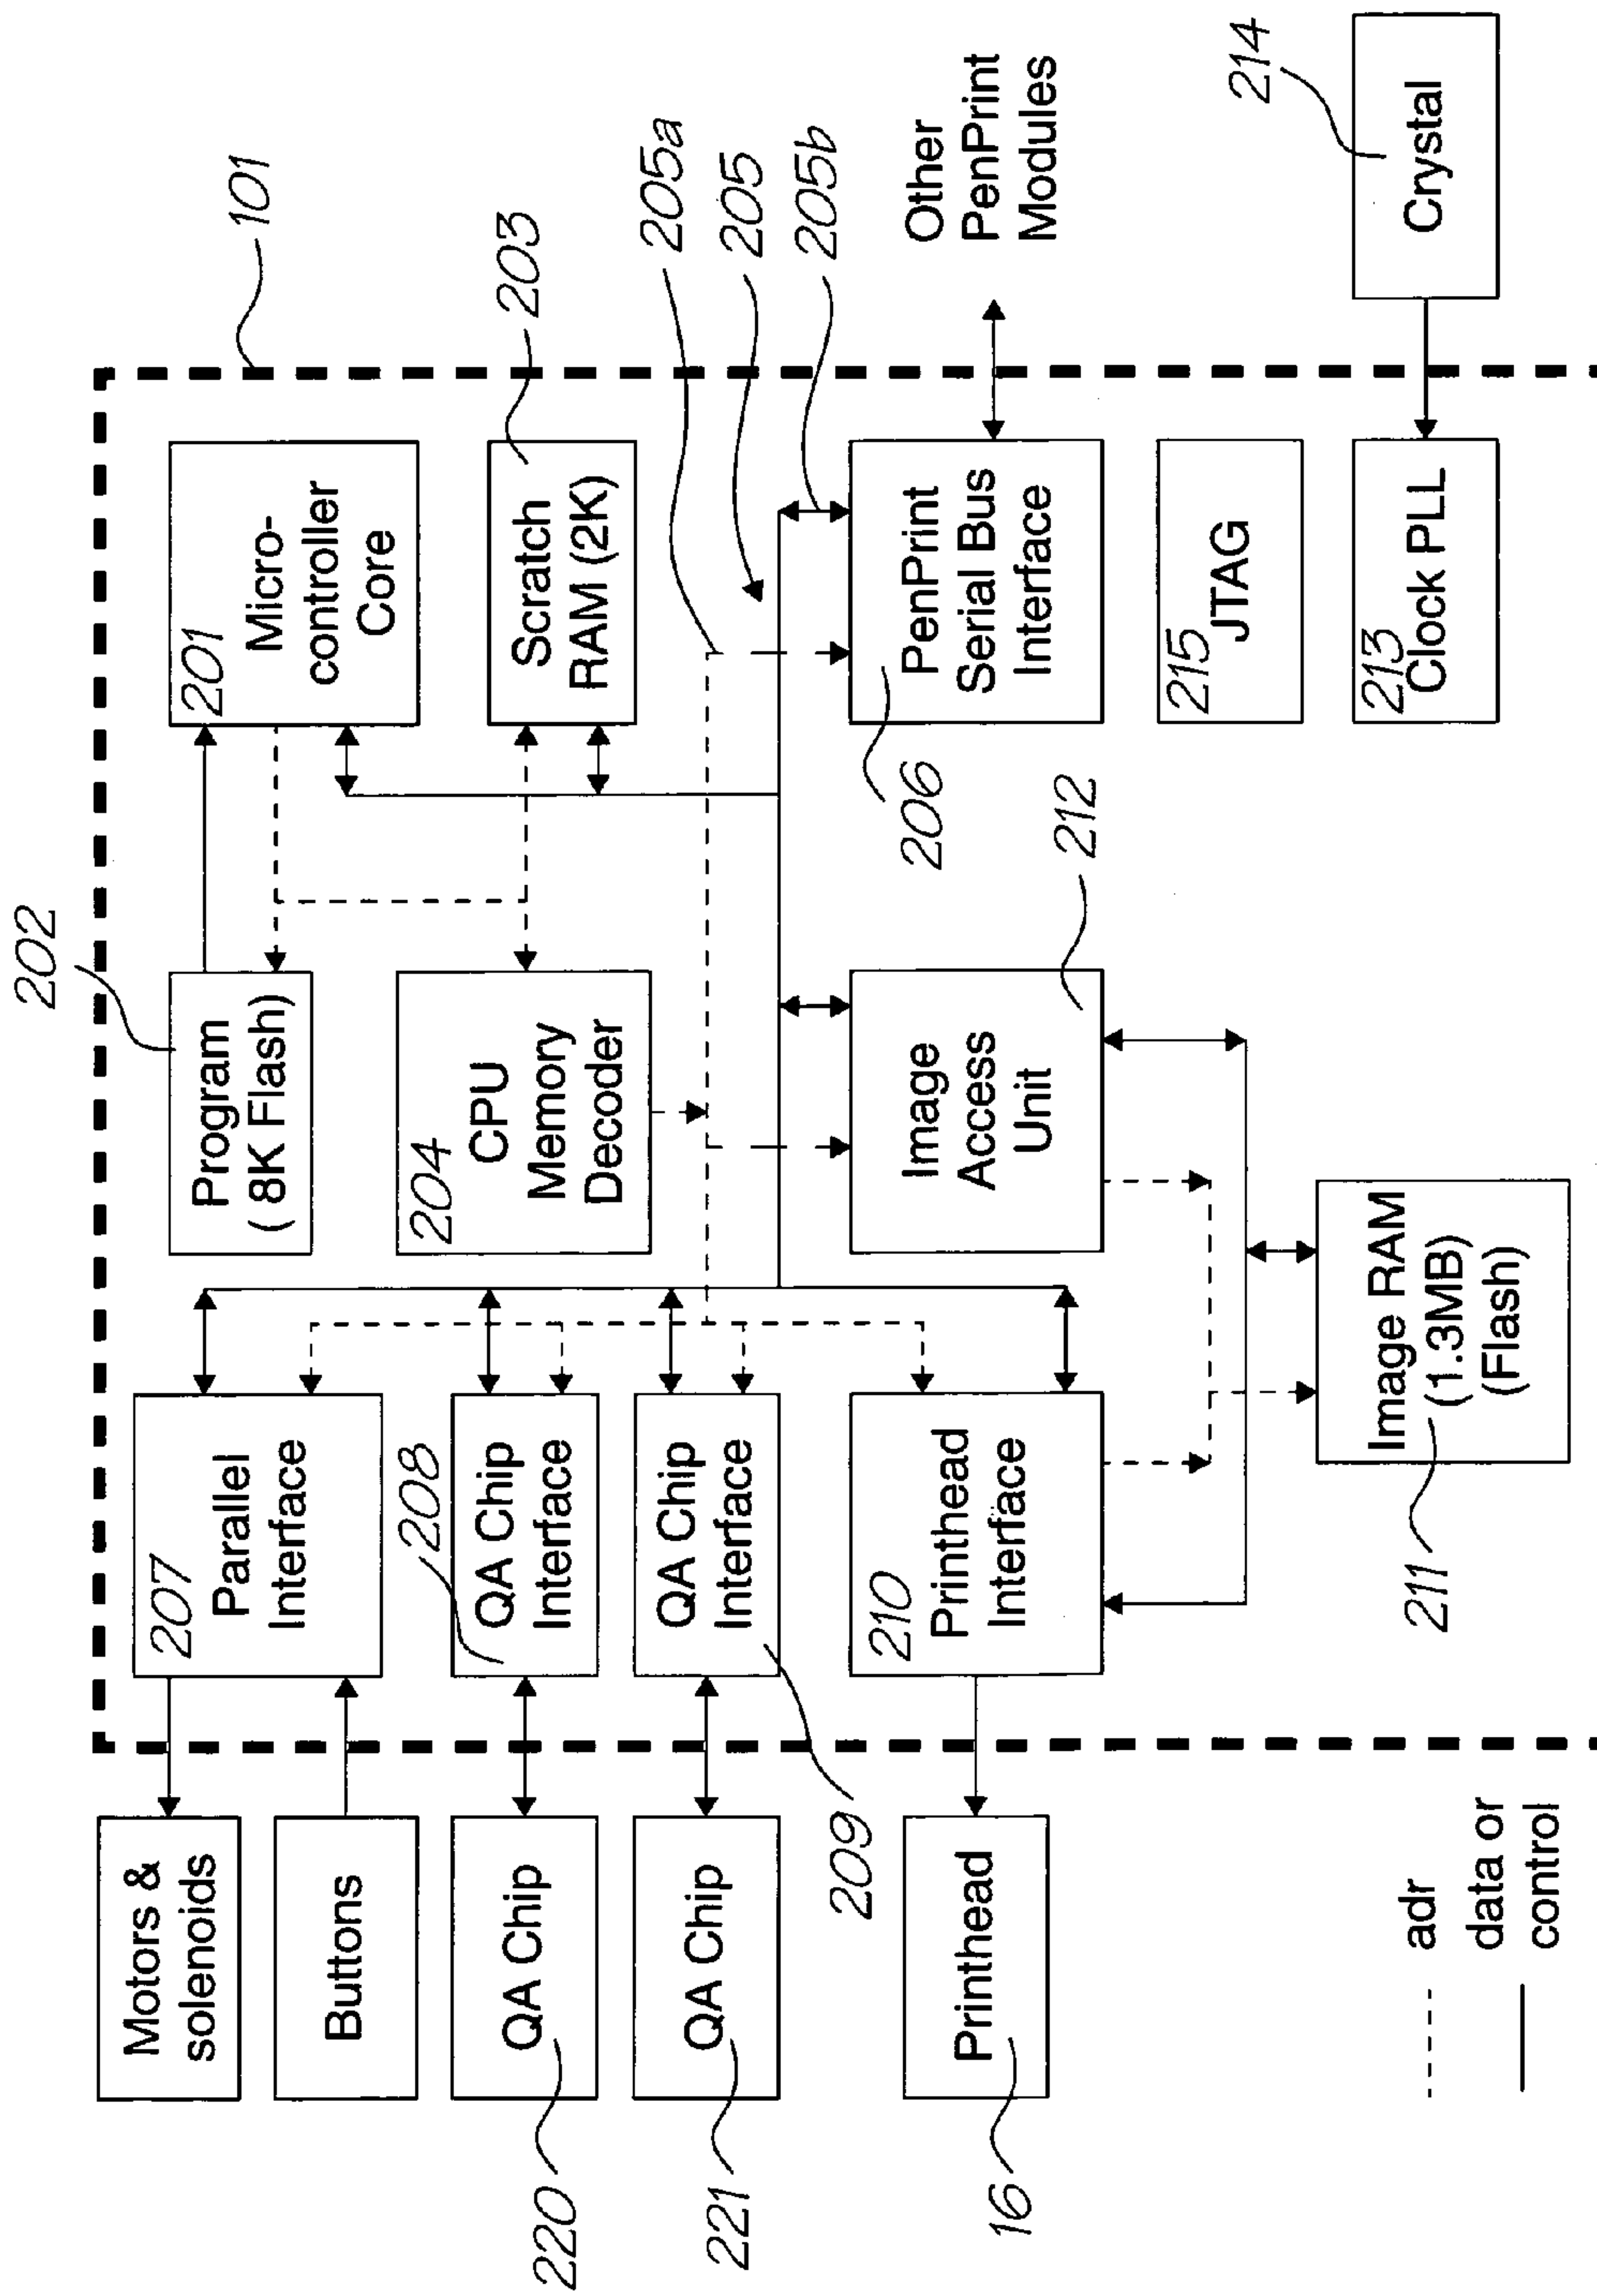 202
101
Motors &
solenoids
Buttons
207
Parallel
Interface
Program
( 8K Flash)
201
Micro-
controller
Core
203
208
QA Chip
Interface
204
CPU
Memory
Decoder
Scratch
RAM (2K)
220
QA Chip
205a
205
205b
221
QA Chip
QA Chip
Interface
209
16
Printhead
210
Printhead
Interface
Image
Access
Unit
212
206
PenPrint
Serial Bus
Interface
Other
PenPrint
Modules
215
JTAG
214
Crystal
213
Clock PLL
211
Image RAM
(1.3MB)
(Flash)
adr
data or
control